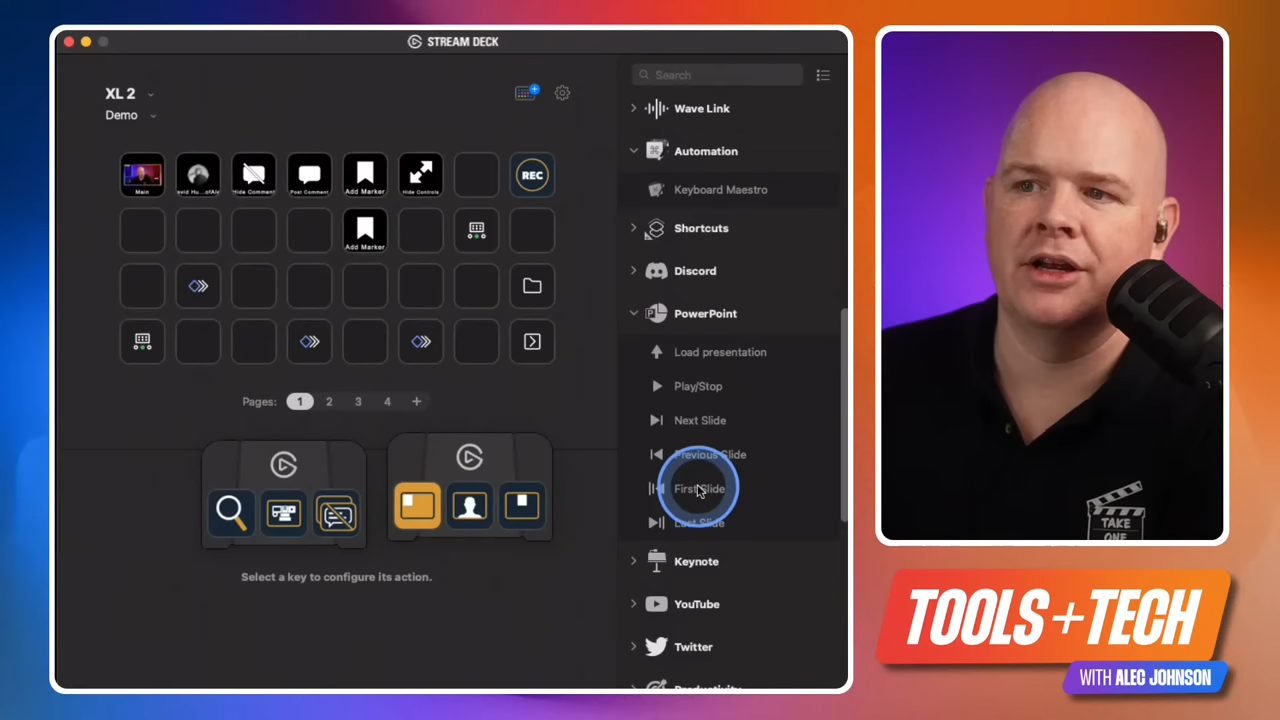 STREAM DECK
XL 2
Demo
Main
Hide Comment
Post Comment
Add Marker
Hide Controls
REC
Add Marker
Pages: 1 2 3 4 +
Select a key to configure its action.
Search
Wave Link
Automation
Keyboard Maestro
Shortcuts
Discord
PowerPoint
Load presentation
Play/Stop
Next Slide
Previous Slide
First Slide
Last Slide
Keynote
YouTube
Twitter
Productivity
TAKE
ONE
TOOLS+TECH
WITH ALEC JOHNSON